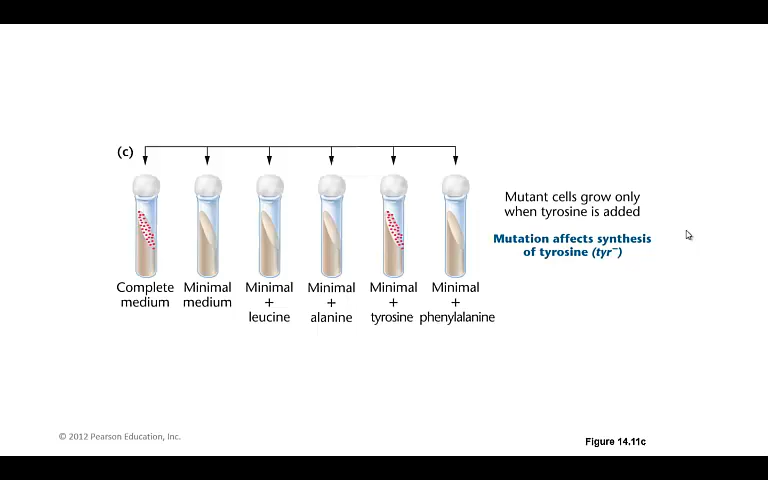 (c)
Mutant cells grow only
when tyrosine is added
Mutation affects synthesis
of tyrosine (tyr⁻)
Complete
medium
Minimal
medium
Minimal
+
leucine
Minimal
+
alanine
Minimal
+
tyrosine
Minimal
+
phenylalanine
© 2012 Pearson Education, Inc.
Figure 14.11c